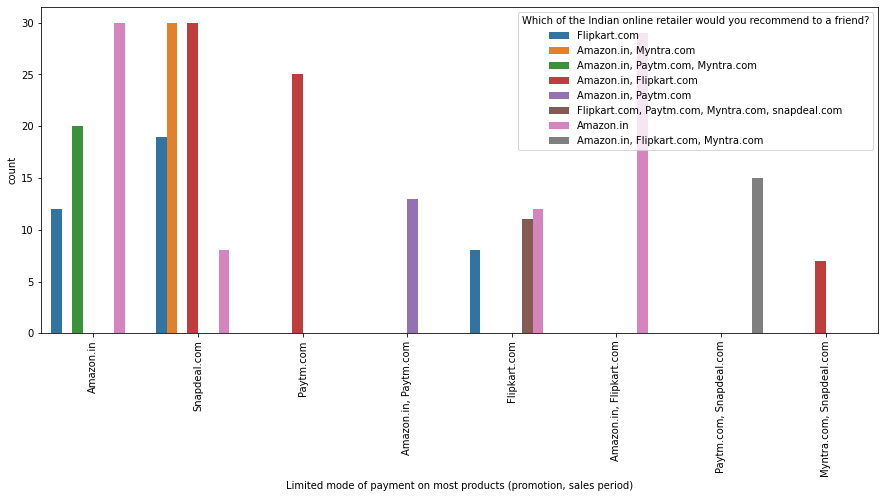 Which of the Indian online retailer would you recommend to a friend?
Flipkart.com
Amazon.in, Myntra.com
Amazon.in, Paytm.com, Myntra.com
Amazon.in, Flipkart.com
Amazon.in, Paytm.com
Flipkart.com, Paytm.com, Myntra.com, snapdeal.com
Amazon.in
Amazon.in, Flipkart.com, Myntra.com
30
25
20
15
10
5
0
count
Amazon.in
Snapdeal.com
Paytm.com
Amazon.in, Paytm.com
Flipkart.com
Amazon.in, Flipkart.com
Paytm.com, Snapdeal.com
Myntra.com, Snapdeal.com
Limited mode of payment on most products (promotion, sales period)